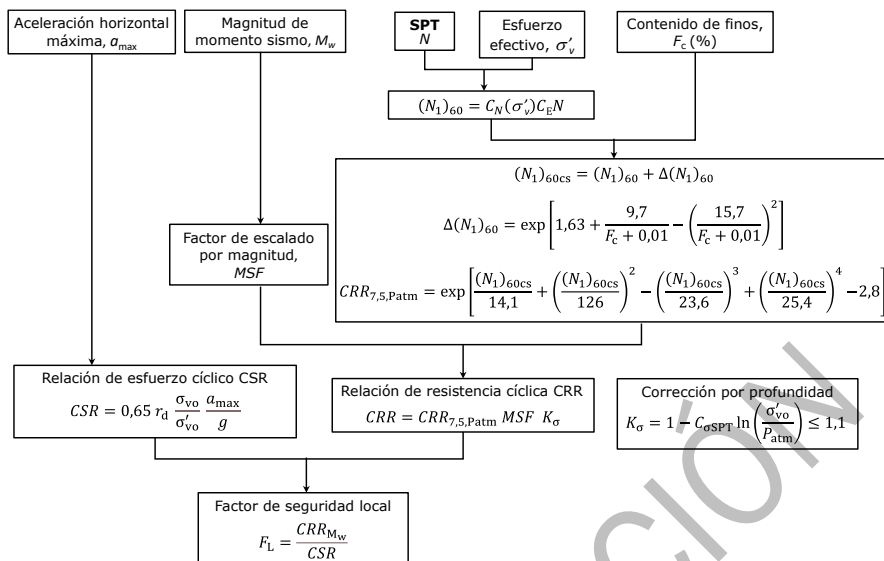 Aceleración horizontal
máxima, a_max
Magnitud de
momento sismo, M_w
SPT
N
Esfuerzo
efectivo, σ′_v
Contenido de finos,
F_c (%)
(N_1)_60 = C_N(σ′_v)C_E N
(N_1)_60cs = (N_1)_60 + Δ(N_1)_60
Δ(N_1)_60 = exp[1,63 + 9,7/(F_c + 0,01) − (15,7/(F_c + 0,01))^2]
CRR_7,5,Patm = exp[(N_1)_60cs/14,1 + ((N_1)_60cs/126)^2 − ((N_1)_60cs/23,6)^3 + ((N_1)_60cs/25,4)^4 −2,8]
Factor de escalado
por magnitud,
MSF
Relación de esfuerzo cíclico CSR
CSR = 0,65 r_d σ_vo/σ′_vo a_max/g
Relación de resistencia cíclica CRR
CRR = CRR_7,5,Patm MSF K_σ
Corrección por profundidad
K_σ = 1 − C_σSPT ln(σ′_vo/P_atm) ≤ 1,1
Factor de seguridad local
F_L = CRR_Mw/CSR
CIÓN